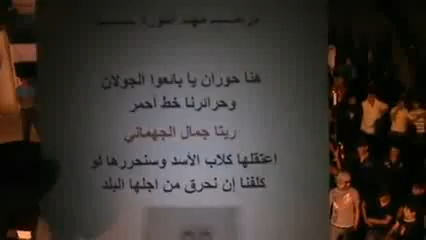 هنا حوران يا بائعوا الجولان
وحرائرنا خط أحمر
ريتا جمال الجهماني
اعتقلها كلاب الأسد وسنحررها لو
كلفنا إن نحرق من اجلها البلد